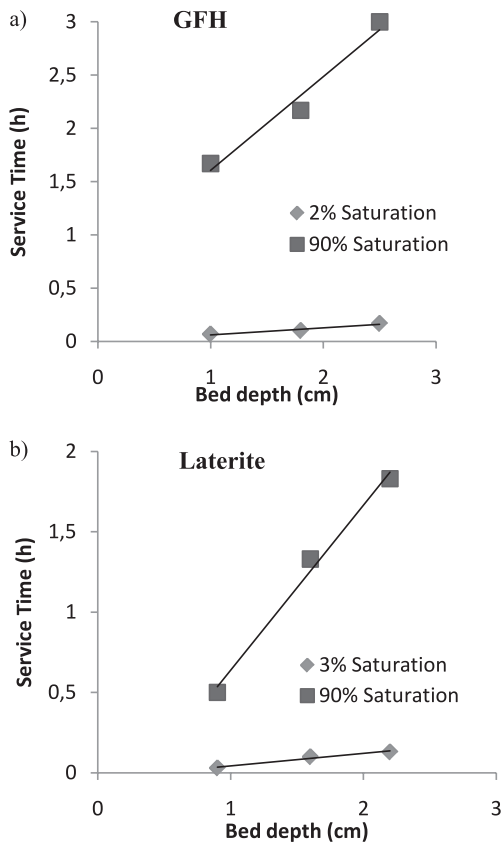 a)
GFH
3
2,5
2
1,5
1
0,5
0
Service Time (h)
2% Saturation
90% Saturation
0 1 2 3
Bed depth (cm)
b)
Laterite
2
1,5
1
0,5
0
Service Time (h)
3% Saturation
90% Saturation
0 1 2 3
Bed depth (cm)